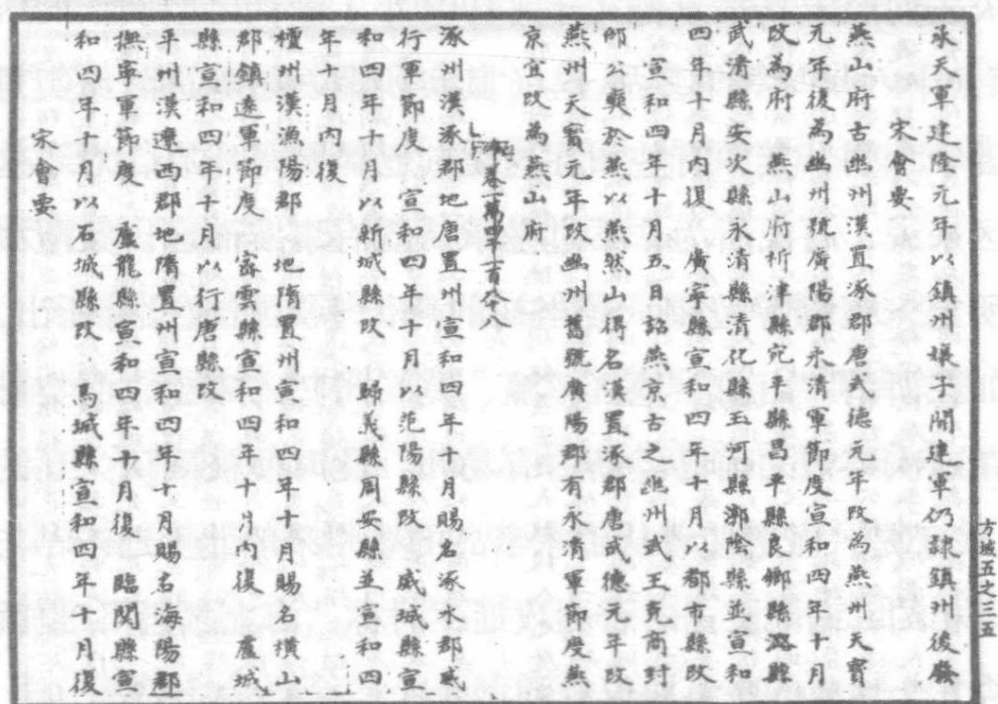 承天軍建隆元年以鎮州娘子關建軍仍隸鎮州後廢
宋會要
燕山府古幽州漢置涿郡唐武德元年改為燕州天寶
元年復為幽州號廣陽郡永清軍節度宣和四年十月
改為府 燕山府析津縣宛平縣昌平縣良鄉縣潞縣
武清縣安次縣永清縣清化縣玉河縣漷陰縣並宣和
四年十月內復 廣寧縣宣和四年十月以都市縣改
宣和四年十月五日詔燕京古之幽州武王克商封
邵公奭於燕以燕然山得名漢置涿郡唐武德元年改
燕州天寶元年改幽州舊號廣陽郡有永清軍節度燕
京宜改為燕山府
卷一萬四千一百八
涿州漢涿郡地唐置州宣和四年十月賜名涿水郡威
行軍節度 宣和四年十月以范陽縣改 威城縣宣
和四年十月以新城縣改 歸義縣固安縣並宣和四
年十月內復
檀州漢漁陽郡 地隋置州 宣和四年十月賜名橫山
郡鎮遠軍節度 密雲縣宣和四年十月內復 盧城
縣宣和四年十月 行唐縣改
平州漢遼西郡地隋置州宣和四年十月賜名海陽郡
撫寧軍節度 盧龍縣宣和四年十月復 臨閿縣宣
和四年十月以石城縣改 馬城縣宣和四年十月復
宋會要
方域五之三五